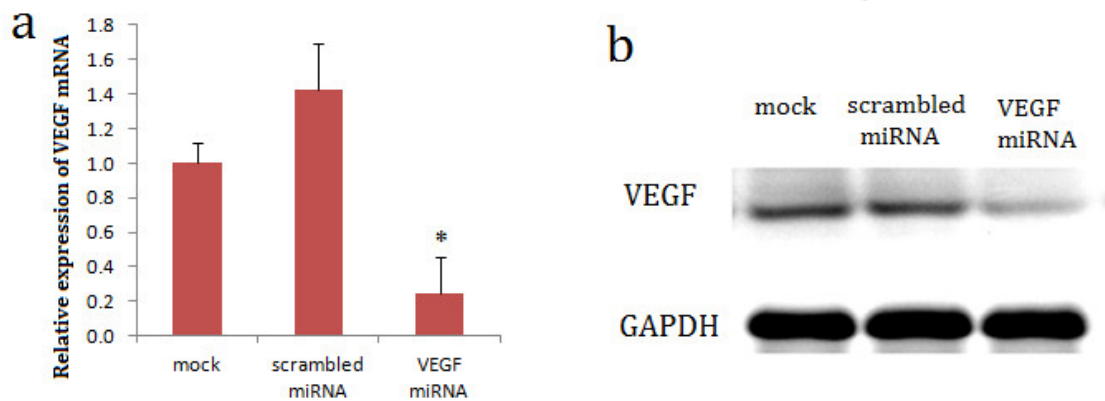 a
Relative expression of VEGF mRNA
1.8
1.6
1.4
1.2
1.0
0.8
0.6
0.4
0.2
0.0
*
mock
scrambled
miRNA
VEGF
miRNA
b
mock
scrambled
miRNA
VEGF
miRNA
VEGF
GAPDH